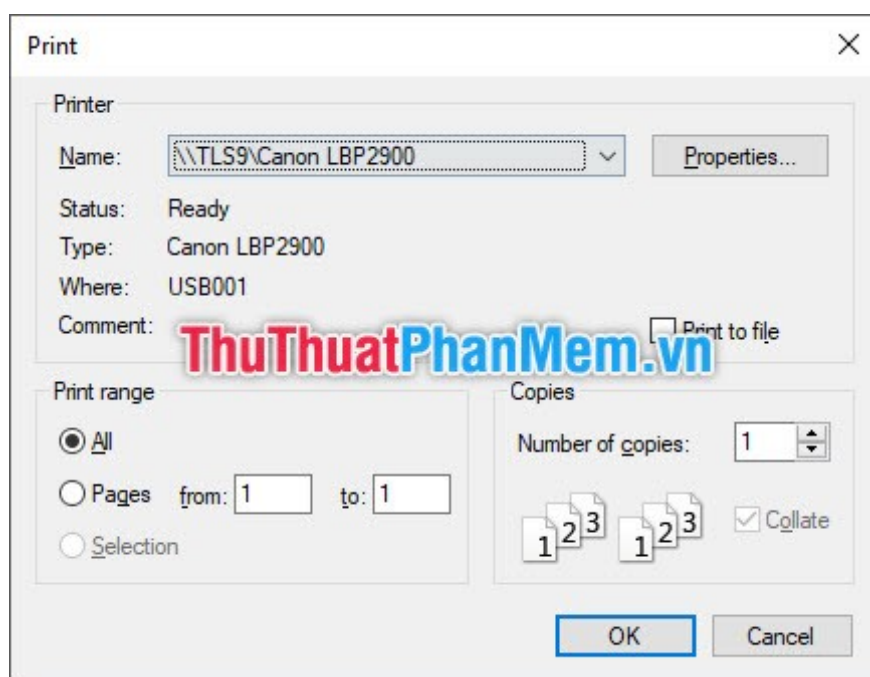 Print
Printer
Name: \\TLS9\Canon LBP2900 Properties...
Status: Ready
Type: Canon LBP2900
Where: USB001
Comment: Print to file
ThuThuatPhanMem.vn
Print range
All
Pages from: 1 to: 1
Selection
Copies
Number of copies: 1
1 2 3 1 2 3 Collate
OK Cancel